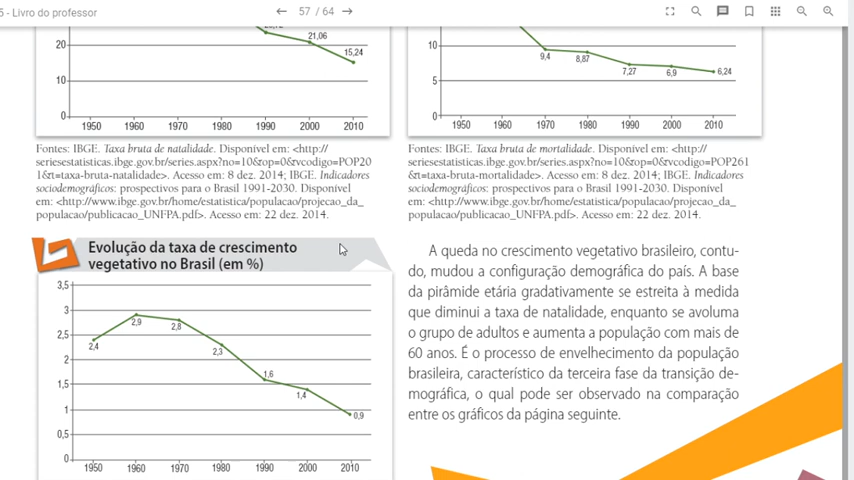 5 - Livro do professor
57 / 64
20
10
0
21,06
15,24
1950 1960 1970 1980 1990 2000 2010
10
5
0
9,4
8,87
7,27
6,9
6,24
1950 1960 1970 1980 1990 2000 2010
Fontes: IBGE. Taxa bruta de natalidade. Disponível em: <http://
seriesestatisticas.ibge.gov.br/series.aspx?no=10&op=0&vcodigo=POP20
1&t=taxa-bruta-natalidade>. Acesso em: 8 dez. 2014; IBGE. Indicadores
sociodemográficos: prospectivos para o Brasil 1991-2030. Disponível
em: <http://www.ibge.gov.br/home/estatistica/populacao/projecao_da_
populacao/publicacao_UNFPA.pdf>. Acesso em: 22 dez. 2014.
Fontes: IBGE. Taxa bruta de mortalidade. Disponível em: <http://
seriesestatisticas.ibge.gov.br/series.aspx?no=10&op=0&vcodigo=POP261
&t=taxa-bruta-mortalidade>. Acesso em: 8 dez. 2014; IBGE. Indicadores
sociodemográficos: prospectivos para o Brasil 1991-2030. Disponível
em: <http://www.ibge.gov.br/home/estatistica/populacao/projecao_da_
populacao/publicacao_UNFPA.pdf>. Acesso em: 22 dez. 2014.
Evolução da taxa de crescimento
vegetativo no Brasil (em %)
3,5
3
2,5
2
1,5
1
0,5
0
2,4
2,9
2,8
2,3
1,6
1,4
0,9
1950 1960 1970 1980 1990 2000 2010
A queda no crescimento vegetativo brasileiro, contu-
do, mudou a configuração demográfica do país. A base
da pirâmide etária gradativamente se estreita à medida
que diminui a taxa de natalidade, enquanto se avoluma
o grupo de adultos e aumenta a população com mais de
60 anos. É o processo de envelhecimento da população
brasileira, característico da terceira fase da transição de-
mográfica, o qual pode ser observado na comparação
entre os gráficos da página seguinte.